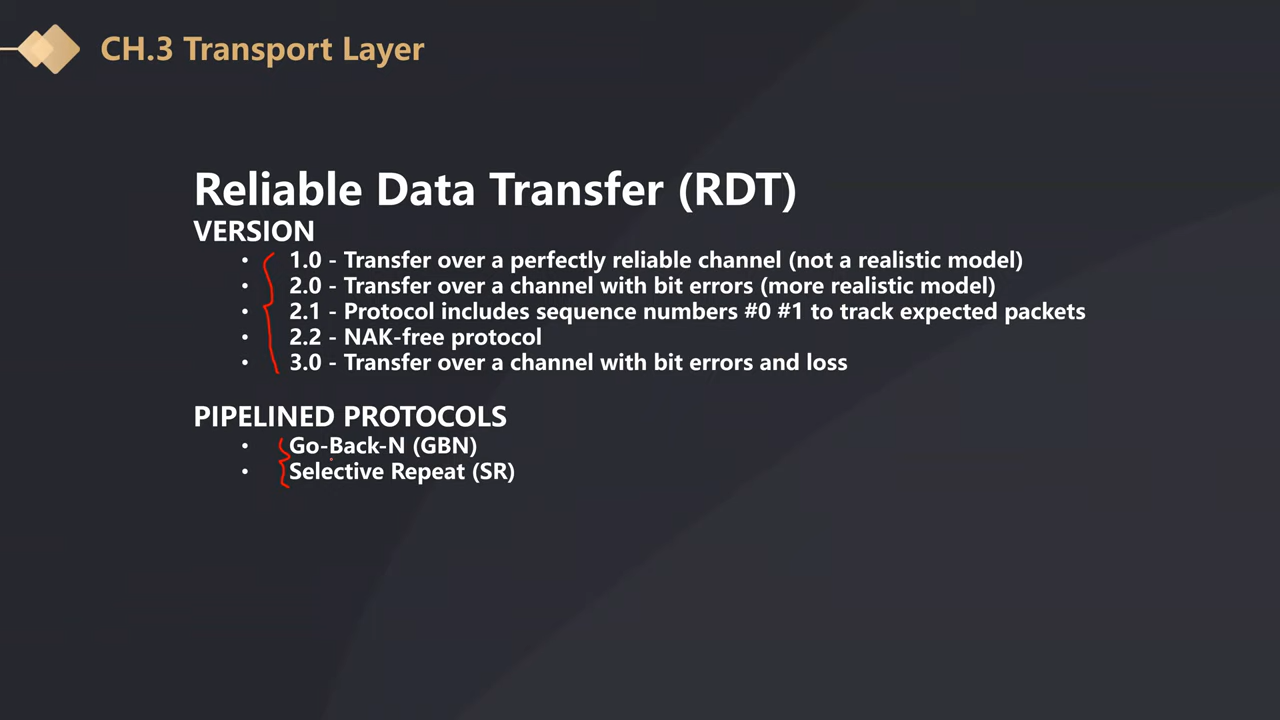 CH.3 Transport Layer
Reliable Data Transfer (RDT)
VERSION
• 1.0 - Transfer over a perfectly reliable channel (not a realistic model)
• 2.0 - Transfer over a channel with bit errors (more realistic model)
• 2.1 - Protocol includes sequence numbers #0 #1 to track expected packets
• 2.2 - NAK-free protocol
• 3.0 - Transfer over a channel with bit errors and loss
PIPELINED PROTOCOLS
• Go-Back-N (GBN)
• Selective Repeat (SR)